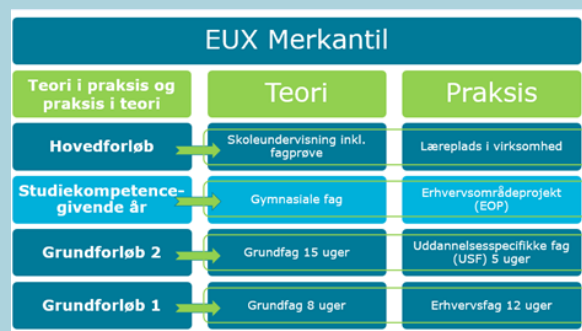 EUX Merkantil
Teori i praksis og
praksis i teori
Teori
Praksis
Hovedforløb
Skoleundervisning inkl.
fagprøve
Læreplads i virksomhed
Studiekompetence-
givende år
Gymnasiale fag
Erhvervsområdeprojekt
(EOP)
Grundforløb 2
Grundfag 15 uger
Uddannelsesspecifikke fag
(USF) 5 uger
Grundforløb 1
Grundfag 8 uger
Erhvervsfag 12 uger